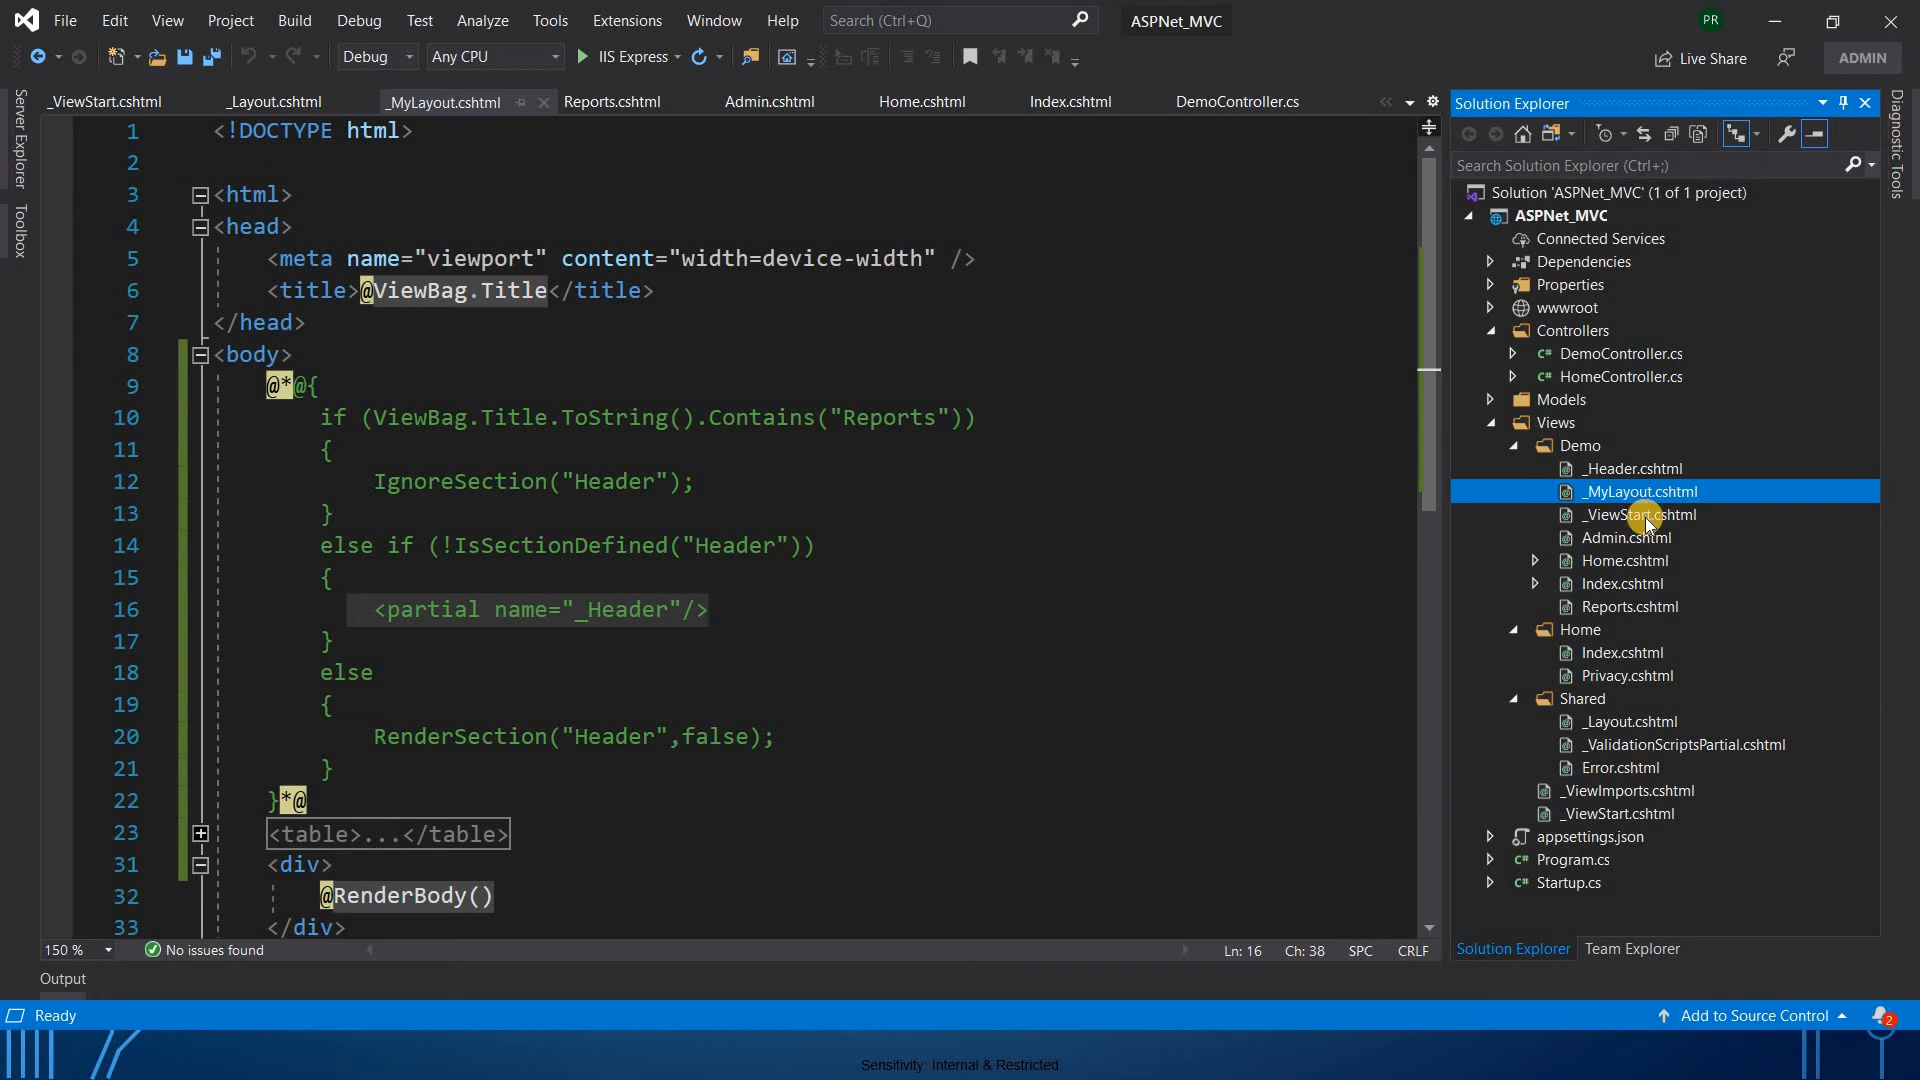 File Edit View Project Build Debug Test Analyze Tools Extensions Window Help Search (Ctrl+Q) ASPNet_MVC PR
Debug Any CPU IIS Express Live Share ADMIN
Server Explorer
Toolbox
_ViewStart.cshtml _Layout.cshtml _MyLayout.cshtml Reports.cshtml Admin.cshtml Home.cshtml Index.cshtml DemoController.cs
1 <!DOCTYPE html>
2
3 <html>
4 <head>
5 <meta name="viewport" content="width=device-width" />
6 <title>@ViewBag.Title</title>
7 </head>
8 <body>
9 @*@{
10 if (ViewBag.Title.ToString().Contains("Reports"))
11 {
12 IgnoreSection("Header");
13 }
14 else if (!IsSectionDefined("Header"))
15 {
16 <partial name="_Header"/>
17 }
18 else
19 {
20 RenderSection("Header",false);
21 }
22 }*@
23 <table>...</table>
31 <div>
32 @RenderBody()
33 </div>
150 % No issues found Ln: 16 Ch: 38 SPC CRLF
Output
Solution Explorer
Search Solution Explorer (Ctrl+;)
Solution 'ASPNet_MVC' (1 of 1 project)
ASPNet_MVC
Connected Services
Dependencies
Properties
wwwroot
Controllers
C# DemoController.cs
C# HomeController.cs
Models
Views
Demo
_Header.cshtml
_MyLayout.cshtml
_ViewStart.cshtml
Admin.cshtml
Home.cshtml
Index.cshtml
Reports.cshtml
Home
Index.cshtml
Privacy.cshtml
Shared
_Layout.cshtml
_ValidationScriptsPartial.cshtml
Error.cshtml
_ViewImports.cshtml
_ViewStart.cshtml
appsettings.json
C# Program.cs
C# Startup.cs
Solution Explorer Team Explorer
Diagnostic Tools
Ready Add to Source Control 2
Sensitivity: Internal & Restricted